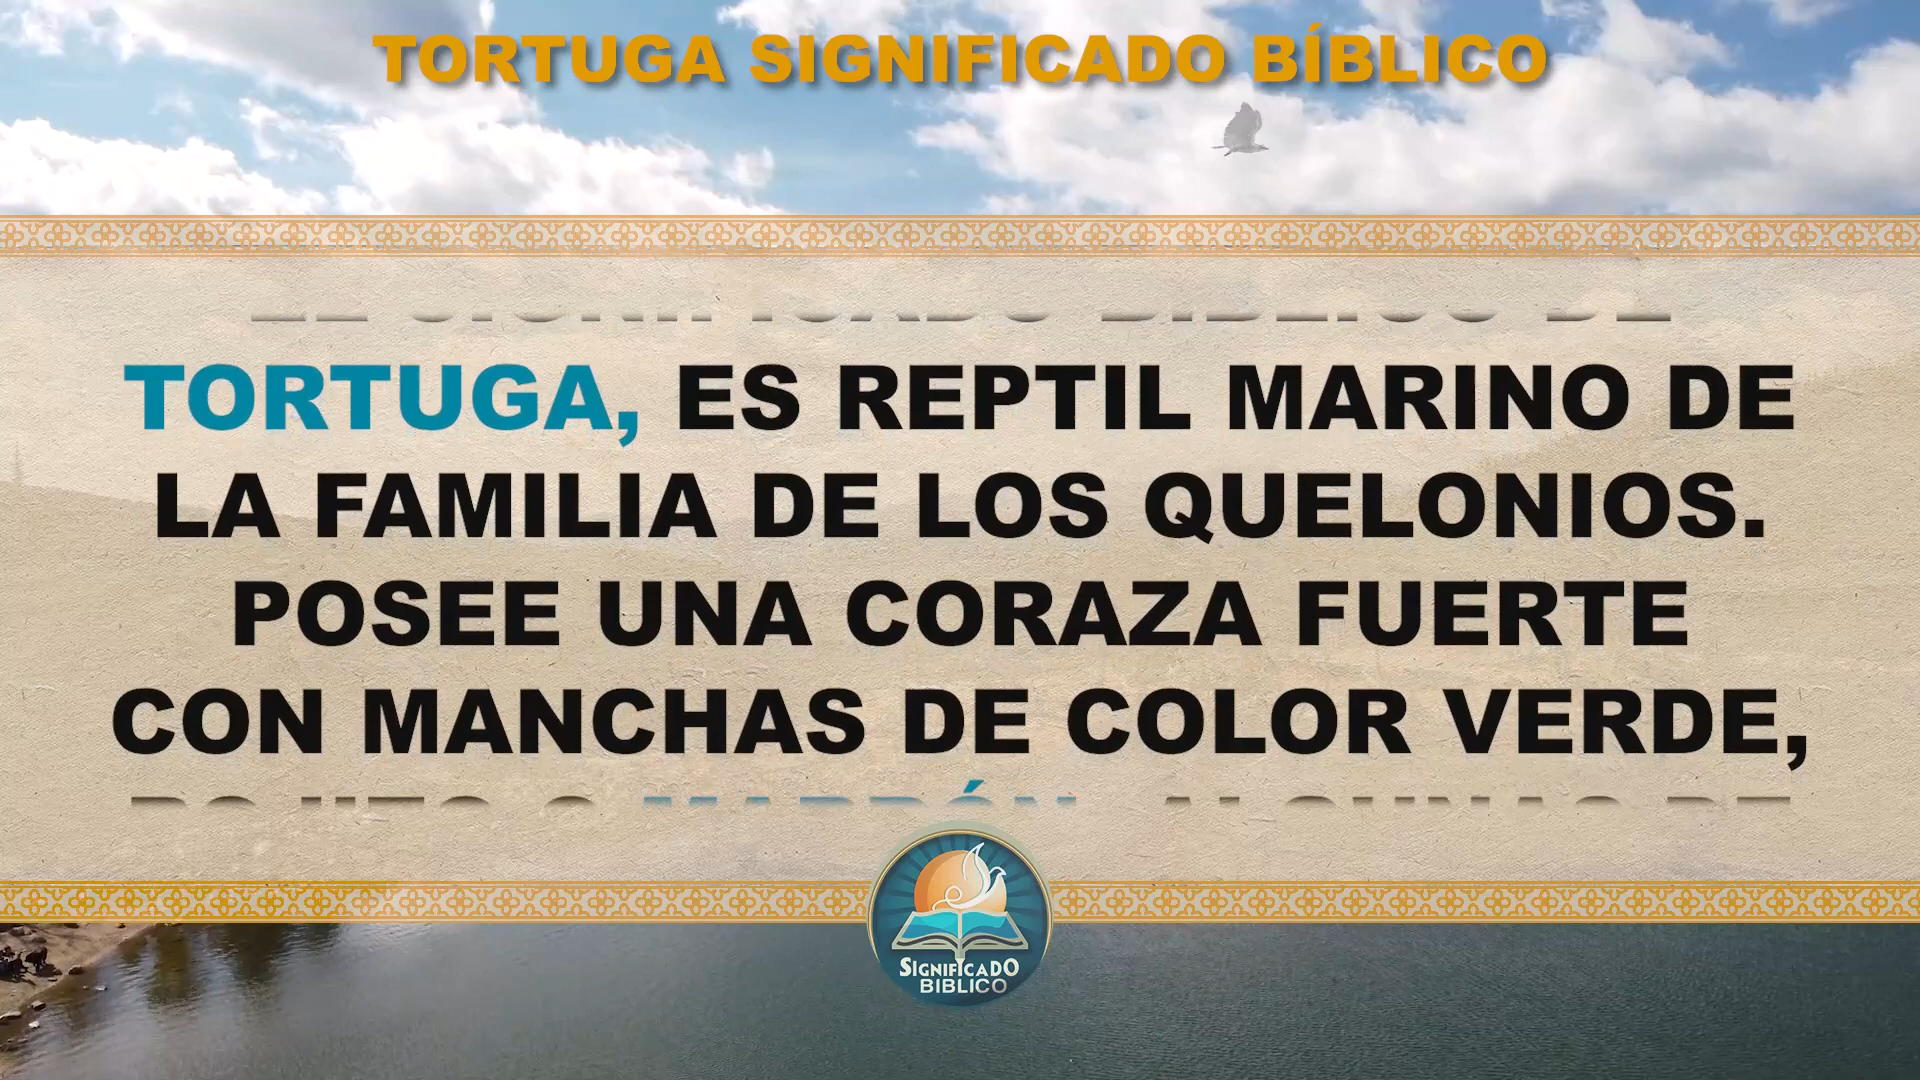 TORTUGA SIGNIFICADO BÍBLICO
TORTUGA, ES REPTIL MARINO DE
LA FAMILIA DE LOS QUELONIOS.
POSEE UNA CORAZA FUERTE
CON MANCHAS DE COLOR VERDE,
SIGNIFICADO
BIBLICO